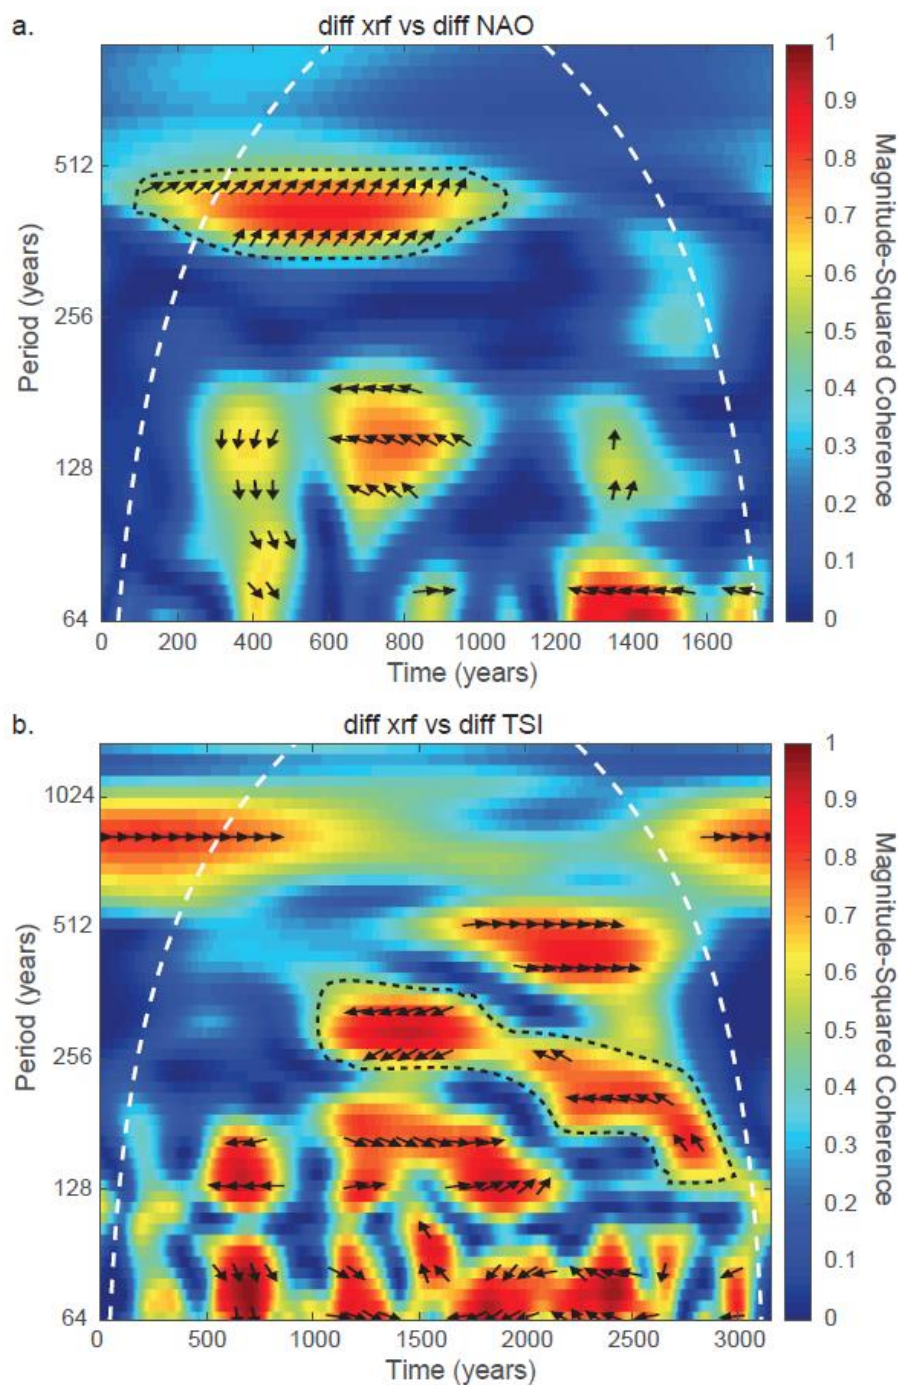 a.
diff xrf vs diff NAO
Period (years)
512
256
128
64
0 200 400 600 800 1000 1200 1400 1600
Time (years)
1
0.9
0.8
0.7
0.6
0.5
0.4
0.3
0.2
0.1
0
Magnitude-Squared Coherence
b.
diff xrf vs diff TSI
Period (years)
1024
512
256
128
64
0 500 1000 1500 2000 2500 3000
Time (years)
1
0.9
0.8
0.7
0.6
0.5
0.4
0.3
0.2
0.1
0
Magnitude-Squared Coherence